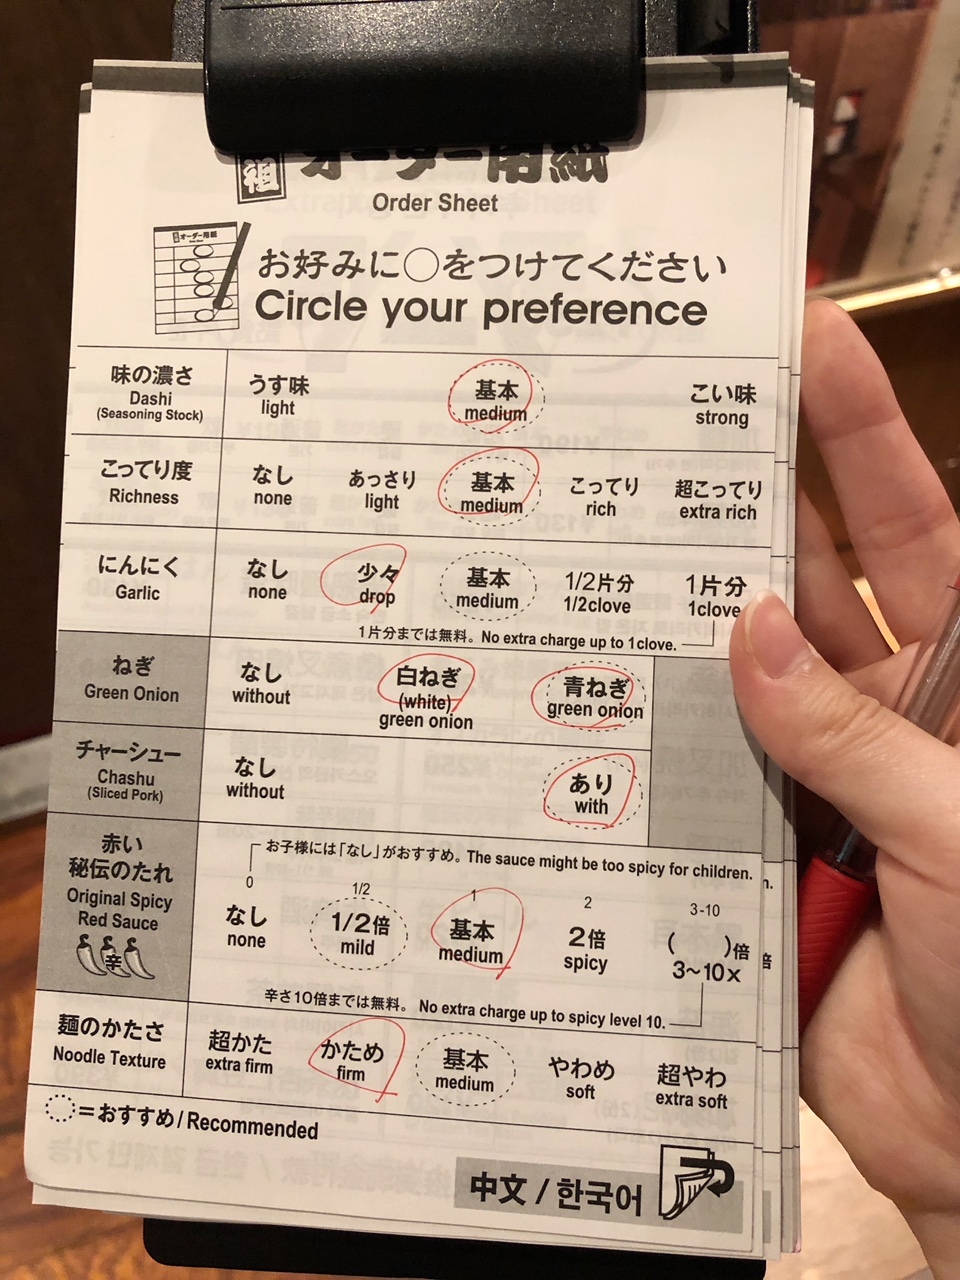 祖 オーダー用紙
Order Sheet
お好みに○をつけてください
Circle your preference
味の濃さ
Dashi
(Seasoning Stock)
うす味
light
基本
medium
こい味
strong
こってり度
Richness
なし
none
あっさり
light
基本
medium
こってり
rich
超こってり
extra rich
にんにく
Garlic
なし
none
少々
drop
基本
medium
1/2片分
1/2clove
1片分
1clove
1片分までは無料。No extra charge up to 1clove.
ねぎ
Green Onion
なし
without
白ねぎ
(white)
green onion
青ねぎ
green onion
チャーシュー
Chashu
(Sliced Pork)
なし
without
あり
with
赤い
秘伝のたれ
Original Spicy
Red Sauce
辛
お子様には「なし」がおすすめ。The sauce might be too spicy for children.
0
なし
none
1/2
1/2倍
mild
1
基本
medium
2
2倍
spicy
3-10
( )倍
3~10x
辛さ10倍までは無料。 No extra charge up to spicy level 10.
麺のかたさ
Noodle Texture
超かた
extra firm
かため
firm
基本
medium
やわめ
soft
超やわ
extra soft
=おすすめ/Recommended
中文 / 한국어
n.
倍